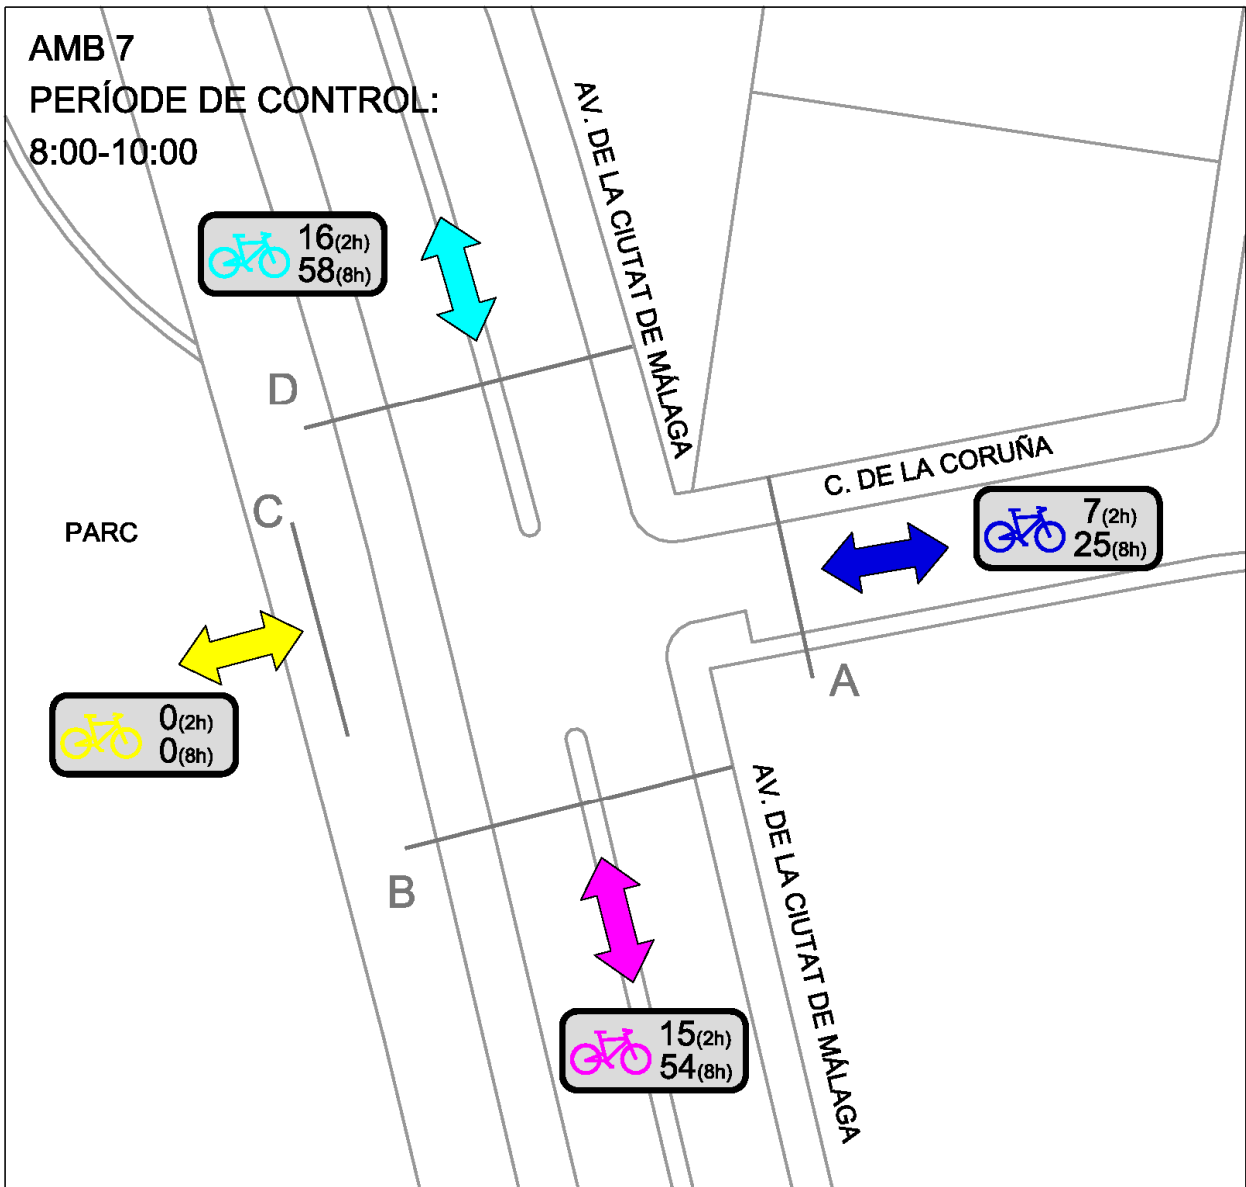 AMB 7
PERÍODE DE CONTROL:
8:00-10:00
AV. DE LA CIUTAT DE MÁLAGA
16(2h)
58(8h)
D
C. DE LA CORUÑA
C
PARC
7(2h)
25(8h)
A
0(2h)
0(8h)
B
AV. DE LA CIUTAT DE MÁLAGA
15(2h)
54(8h)